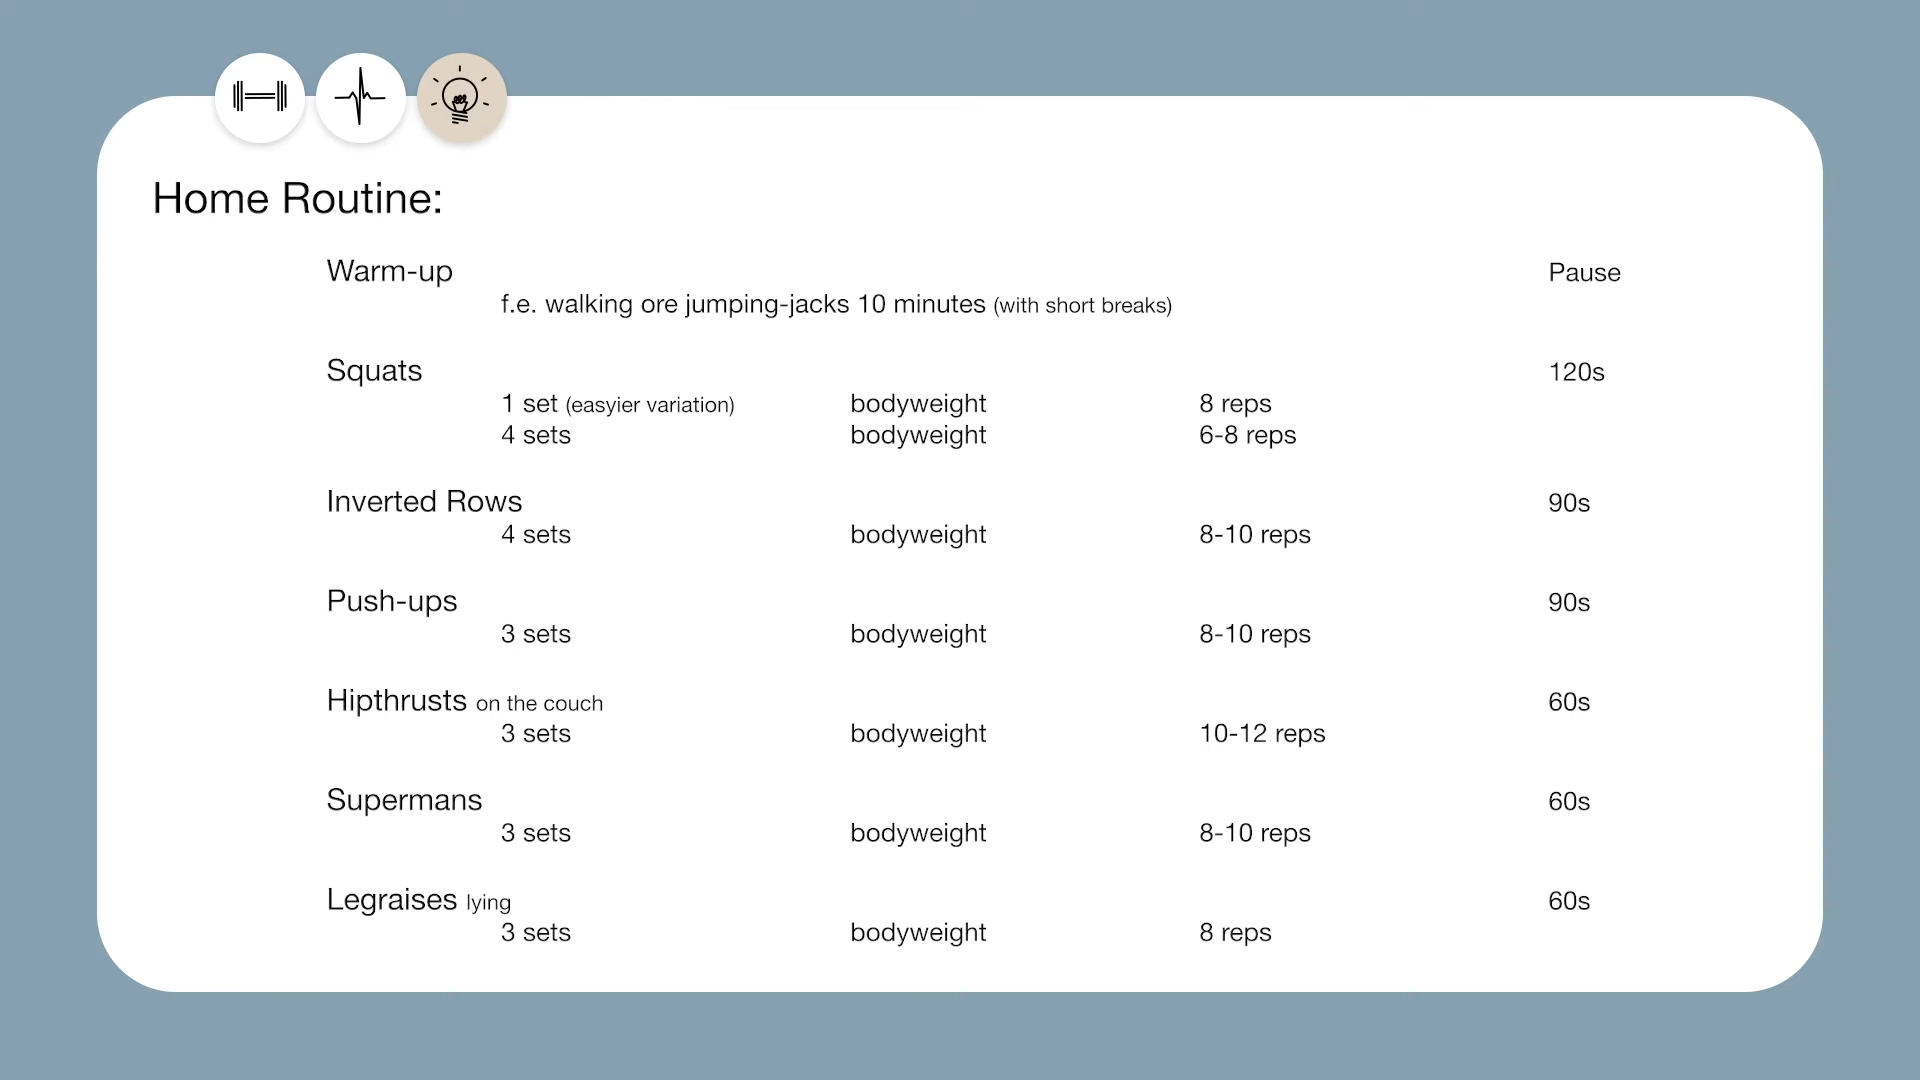 Home Routine:
Warm-up Pause
f.e. walking ore jumping-jacks 10 minutes (with short breaks)
Squats 120s
1 set (easyier variation) bodyweight 8 reps
4 sets bodyweight 6-8 reps
Inverted Rows 90s
4 sets bodyweight 8-10 reps
Push-ups 90s
3 sets bodyweight 8-10 reps
Hipthrusts on the couch 60s
3 sets bodyweight 10-12 reps
Supermans 60s
3 sets bodyweight 8-10 reps
Legraises lying 60s
3 sets bodyweight 8 reps